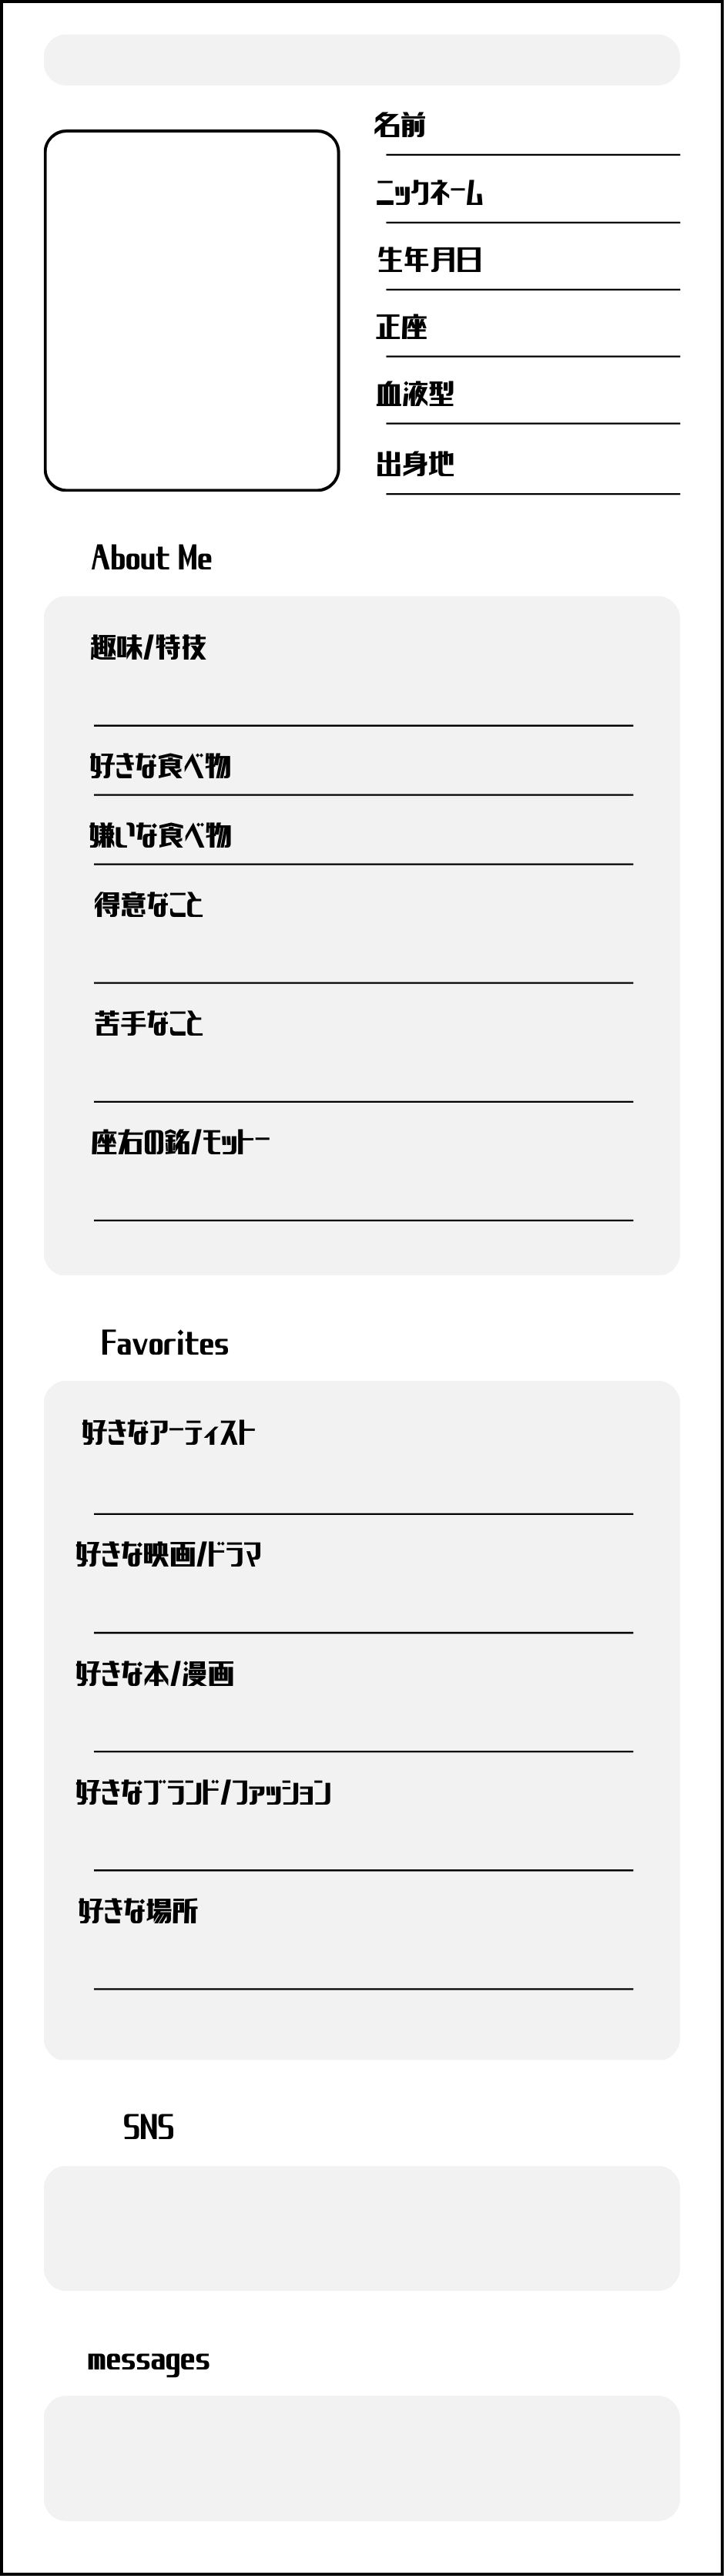 名前
ニックネーム
生年月日
正座
血液型
出身地
About Me
趣味/特技
好きな食べ物
嫌いな食べ物
得意なこと
苦手なこと
座右の銘/モットー
Favorites
好きなアーティスト
好きな映画/ドラマ
好きな本/漫画
好きなブランド/ファッション
好きな場所
SNS
messages